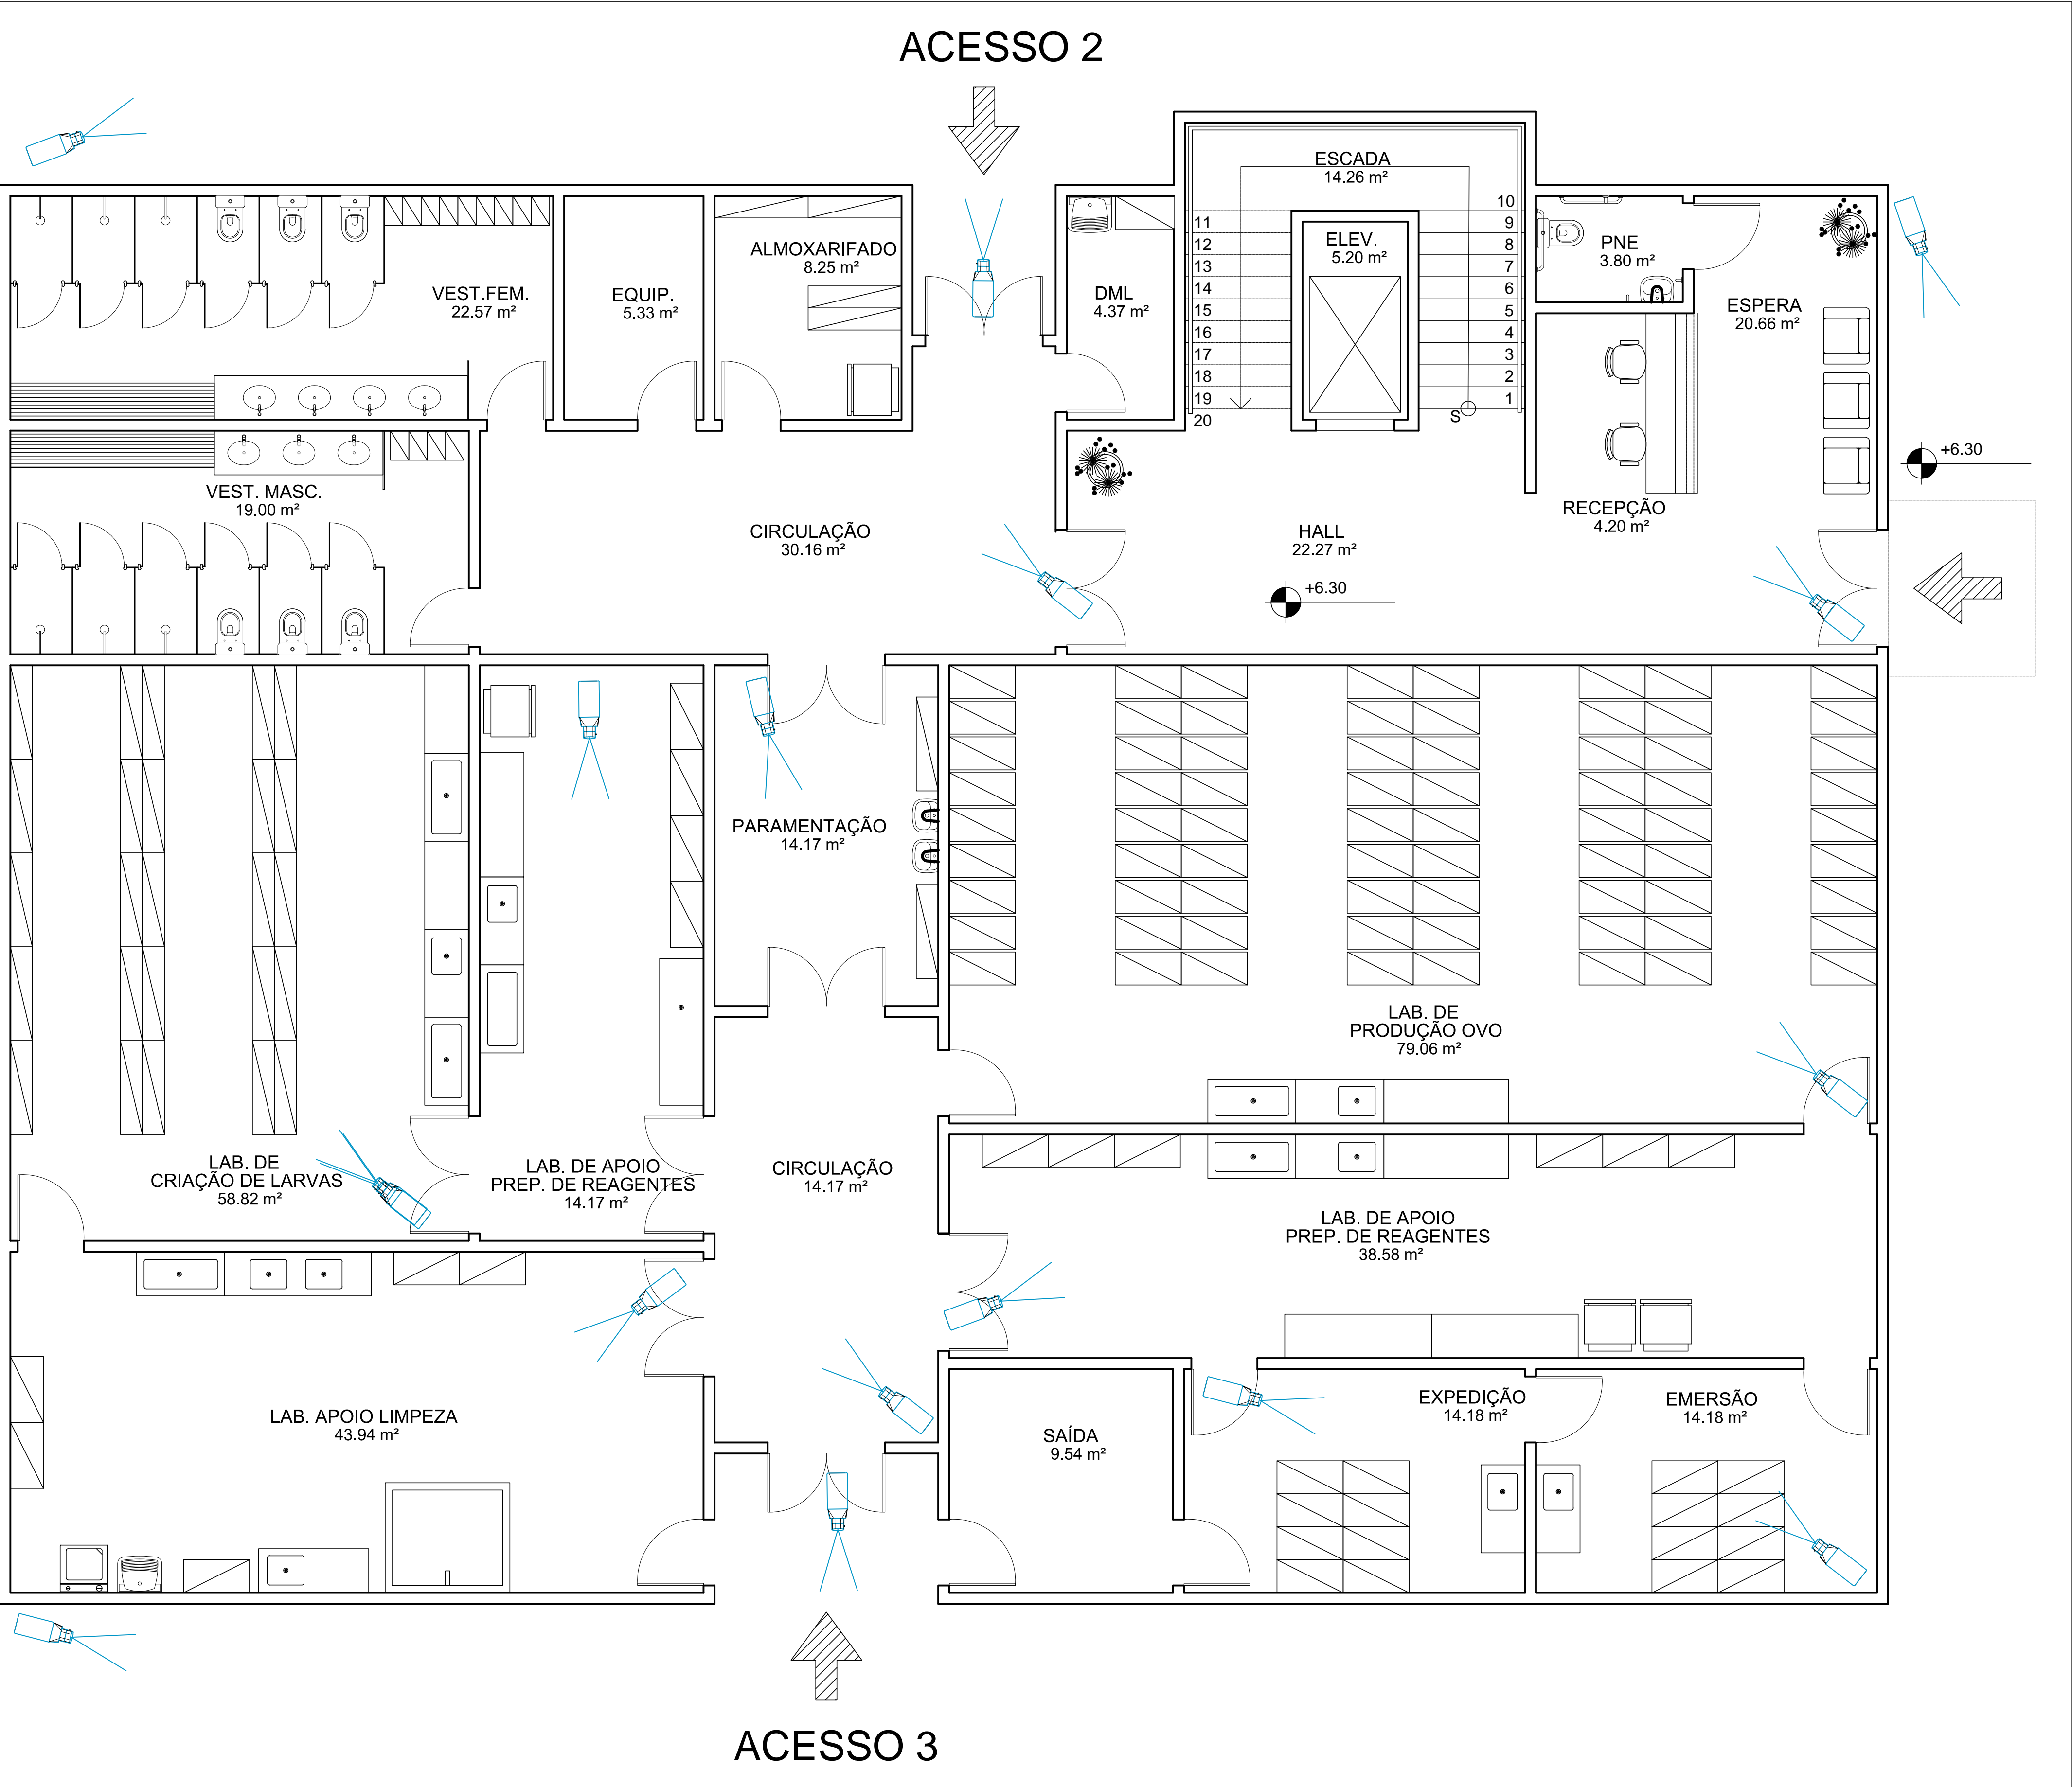 ACESSO 2
ESCADA
14.26 m²
10
11
9
12
8
13
7
14
6
15
5
16
4
17
3
18
2
19
1
20
S
ELEV.
5.20 m²
PNE
3.80 m²
ALMOXARIFADO
8.25 m²
VEST.FEM.
22.57 m²
EQUIP.
5.33 m²
DML
4.37 m²
ESPERA
20.66 m²
+6.30
VEST. MASC.
19.00 m²
CIRCULAÇÃO
30.16 m²
HALL
22.27 m²
RECEPÇÃO
4.20 m²
+6.30
PARAMENTAÇÃO
14.17 m²
LAB. DE
PRODUÇÃO OVO
79.06 m²
LAB. DE
CRIAÇÃO DE LARVAS
58.82 m²
LAB. DE APOIO
PREP. DE REAGENTES
14.17 m²
CIRCULAÇÃO
14.17 m²
LAB. DE APOIO
PREP. DE REAGENTES
38.58 m²
LAB. APOIO LIMPEZA
43.94 m²
SAÍDA
9.54 m²
EXPEDIÇÃO
14.18 m²
EMERSÃO
14.18 m²
ACESSO 3